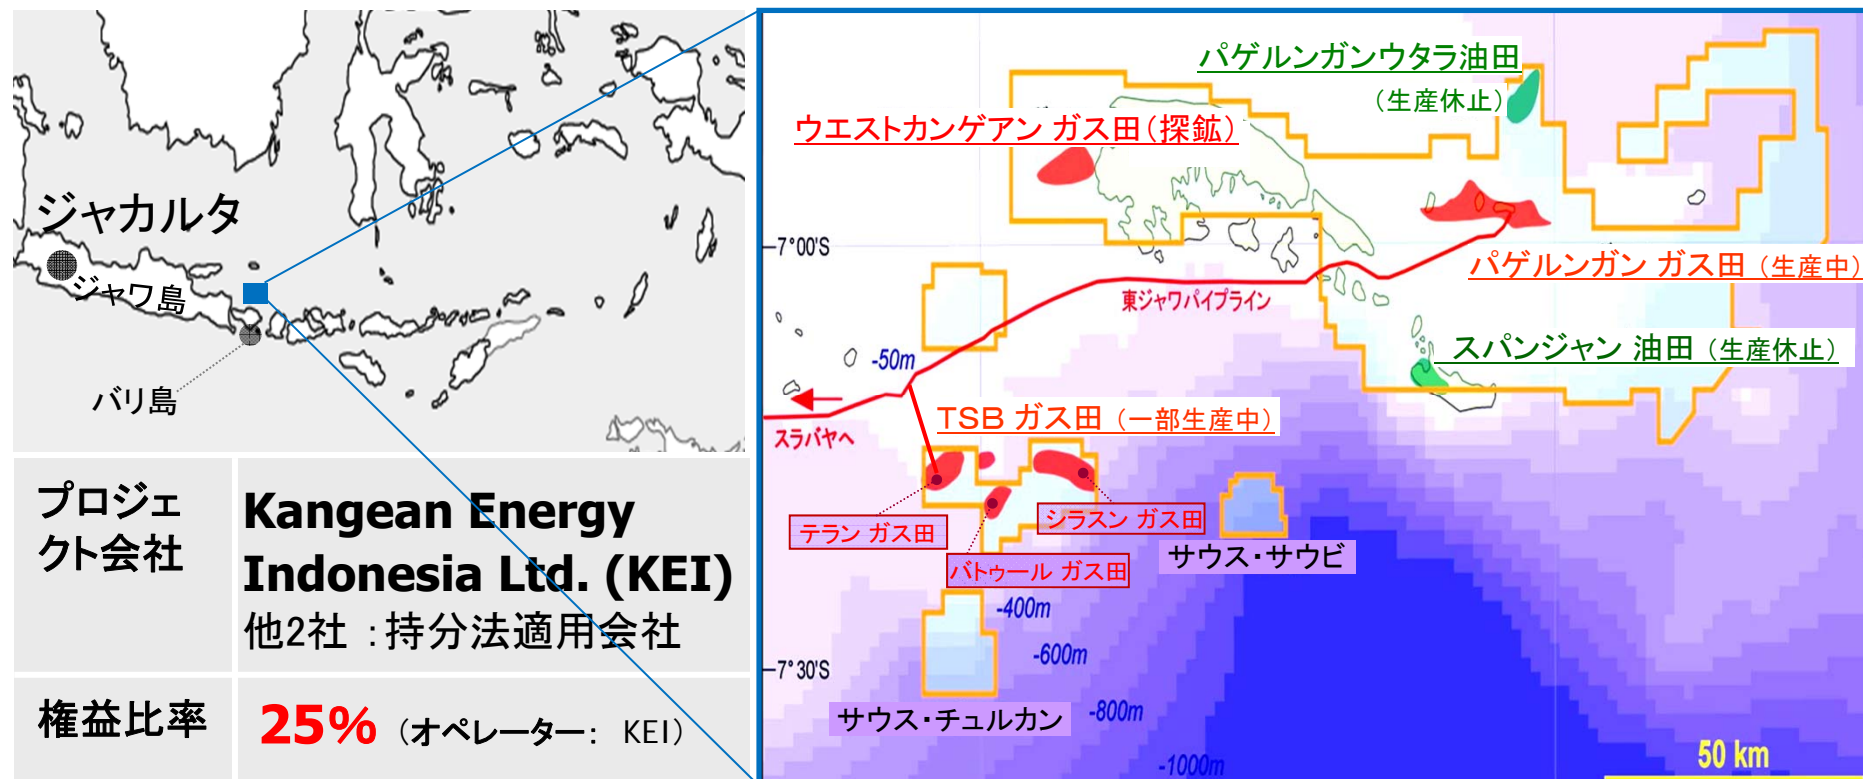 ジャカルタ
ジャワ島
バリ島
プロジェ
クト会社
Kangean Energy
Indonesia Ltd. (KEI)
他2社 ：持分法適用会社
権益比率
25% （オペレーター： KEI）
パゲルンガンウタラ油田
（生産休止）
ウエストカンゲアン ガス田（探鉱）
7°00'S
パゲルンガン ガス田 （生産中）
東ジャワパイプライン
-50m
スパンジャン 油田 （生産休止）
スラバヤへ
TSB ガス田 （一部生産中）
テラン ガス田
シラスン ガス田
バトゥール ガス田
サウス・サウビ
-400m
-600m
7°30'S
サウス・チュルカン
-800m
-1000m
50 km